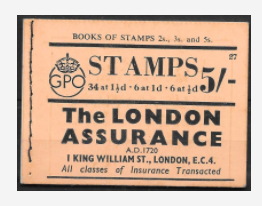 BOOKS OF STAMPS 2s., 3s. and 5s.
27
GPO
STAMPS 5/-
34 at 1½d · 6 at 1d · 6 at ½d
The LONDON
ASSURANCE
A.D.1720
1 KING WILLIAM ST., LONDON, E.C.4.
All classes of Insurance Transacted